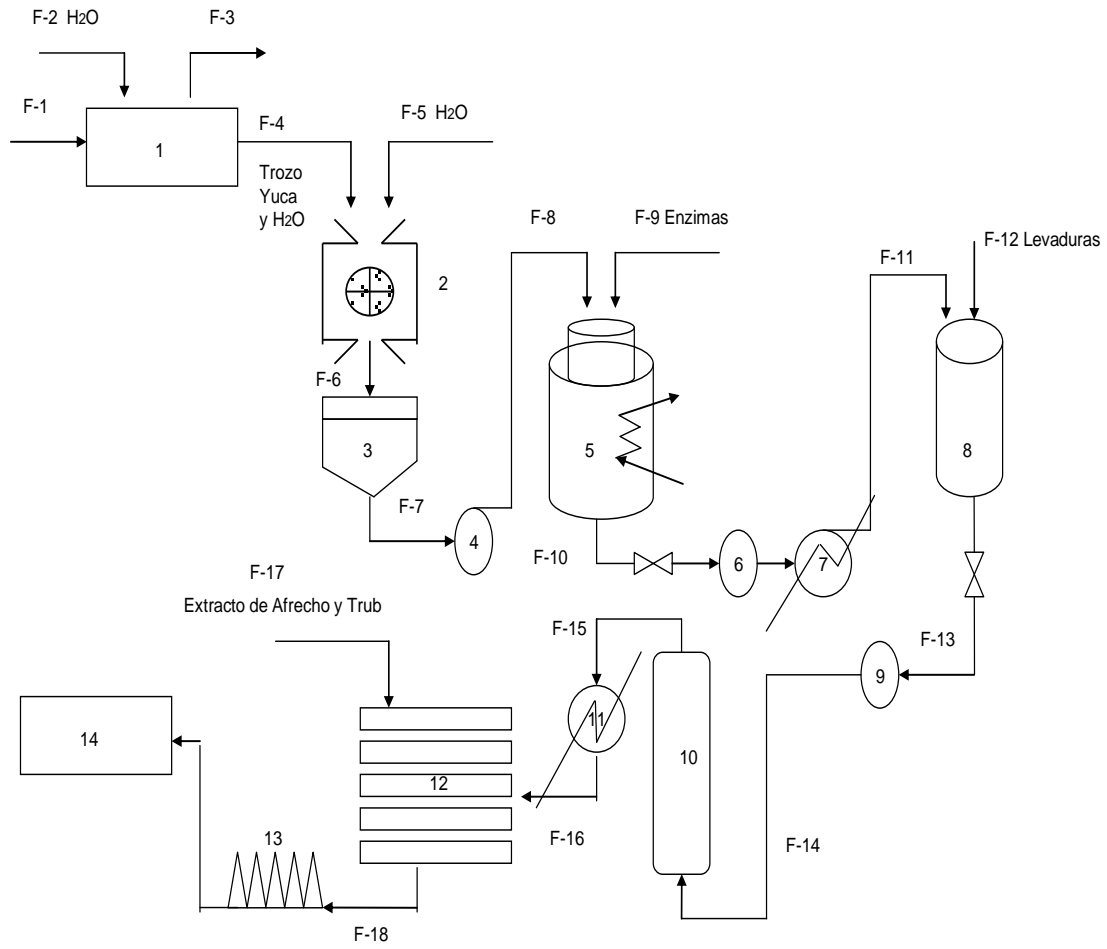 F-2 H2O
F-3
F-1
F-4
F-5 H2O
1
Trozo
Yuca
y H2O
F-8
F-9 Enzimas
F-12 Levaduras
F-11
2
F-6
3
5
8
F-7
4
F-10
6
7
F-17
Extracto de Afrecho y Trub
F-15
F-13
9
11
14
10
12
F-16
13
F-14
F-18